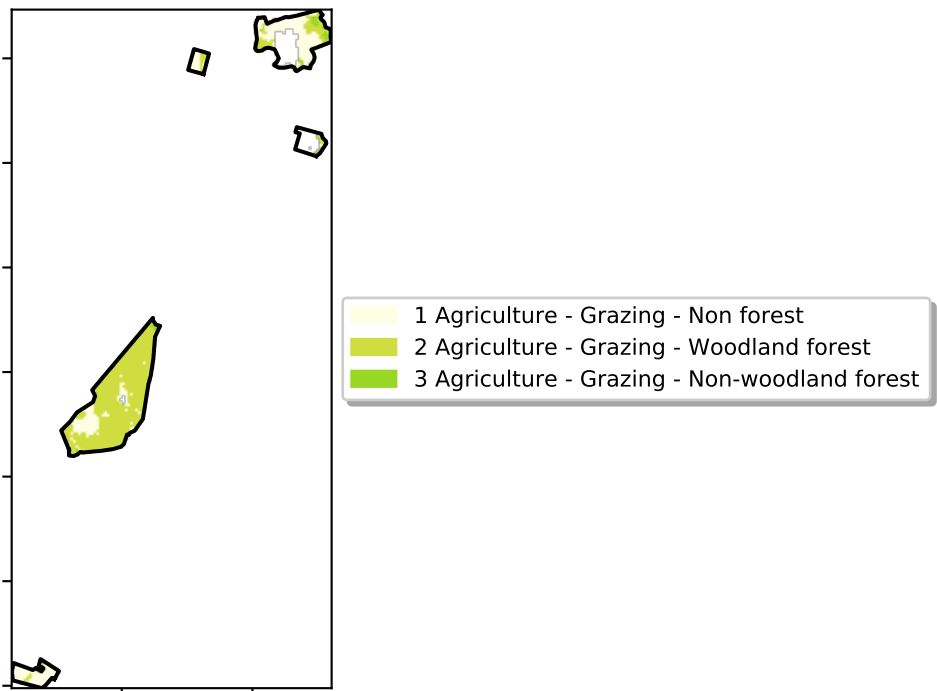 1 Agriculture - Grazing - Non forest
2 Agriculture - Grazing - Woodland forest
3 Agriculture - Grazing - Non-woodland forest